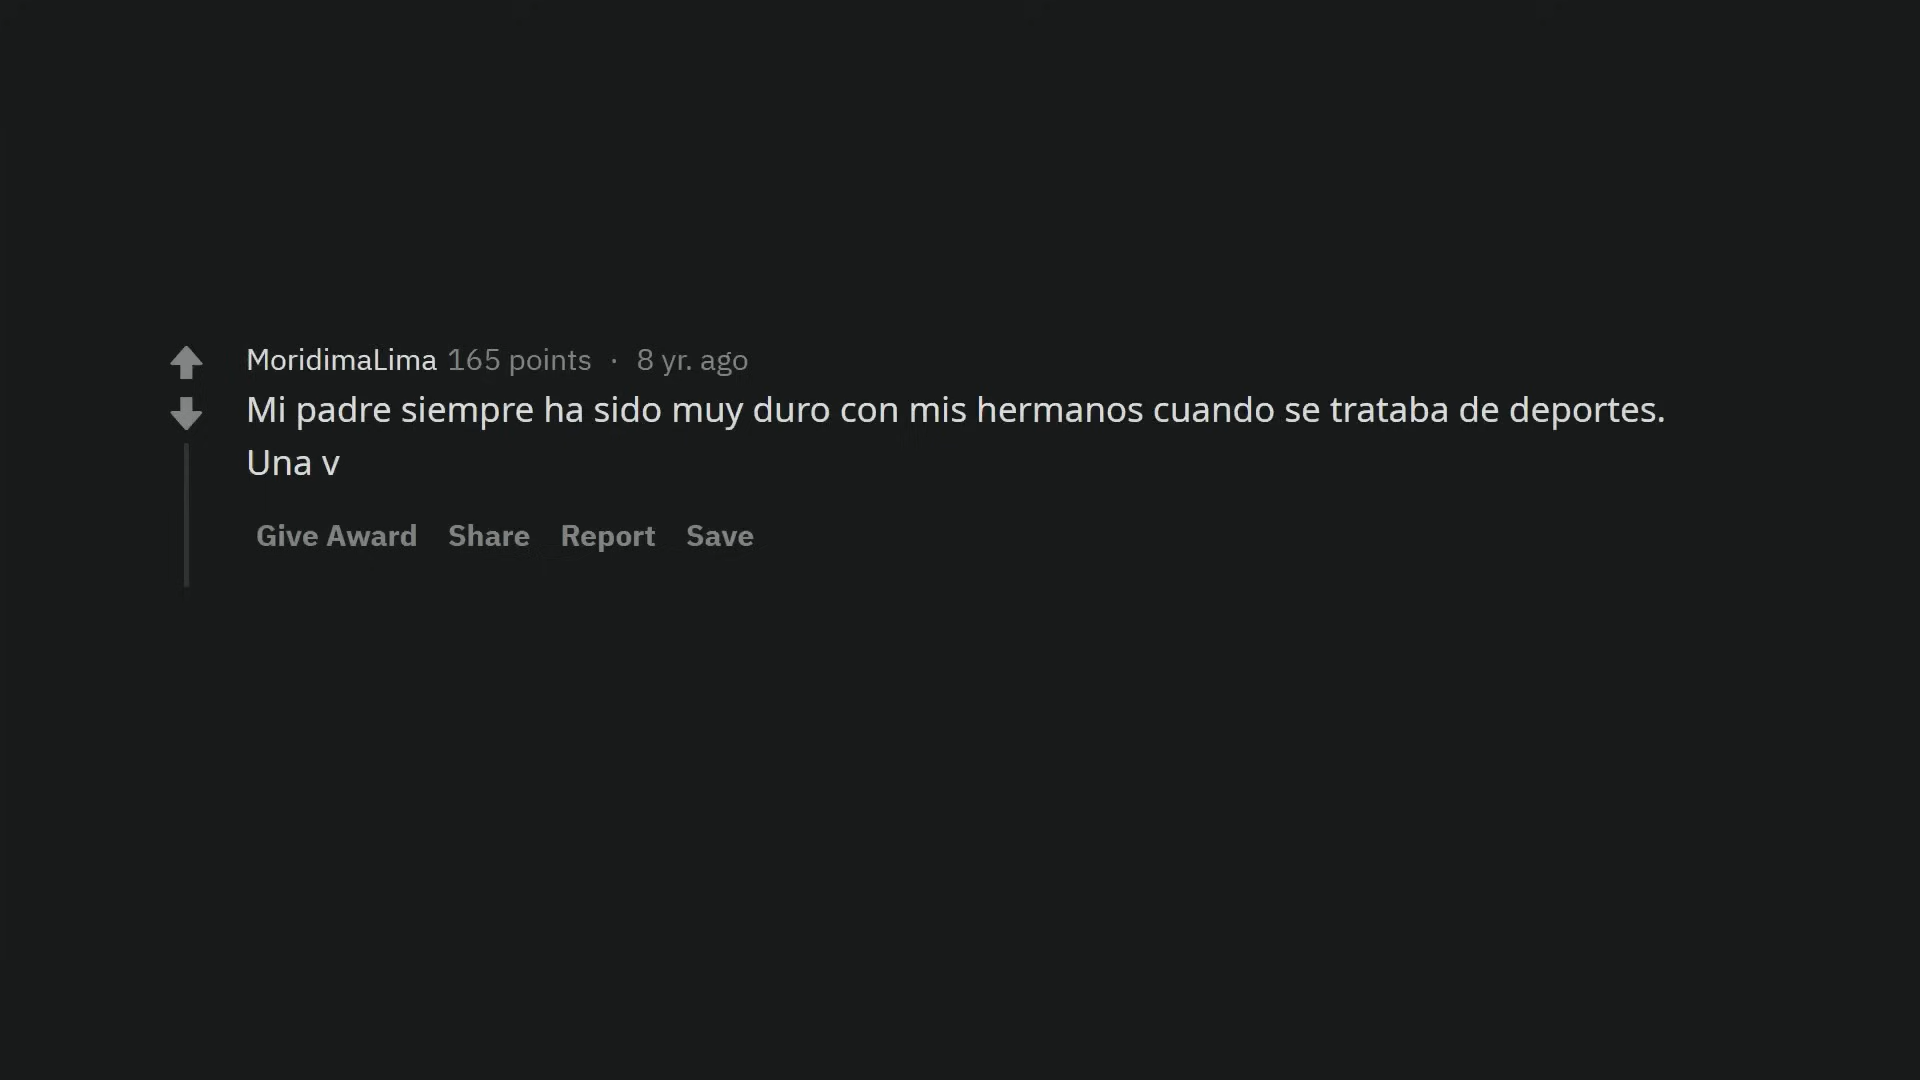 MoridimaLima 165 points · 8 yr. ago
Mi padre siempre ha sido muy duro con mis hermanos cuando se trataba de deportes.
Una v
Give Award Share Report Save